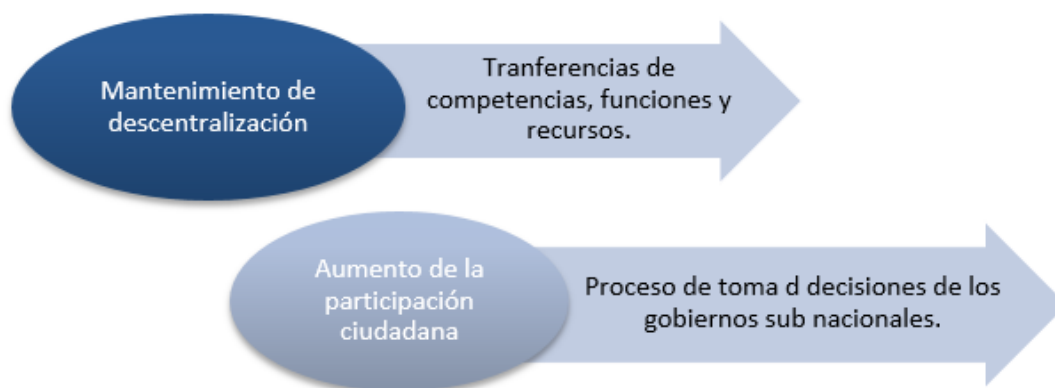 Mantenimiento de
descentralización
Tranferencias de
competencias, funciones y
recursos.
Aumento de la
participación
ciudadana
Proceso de toma d decisiones de los
gobiernos sub nacionales.